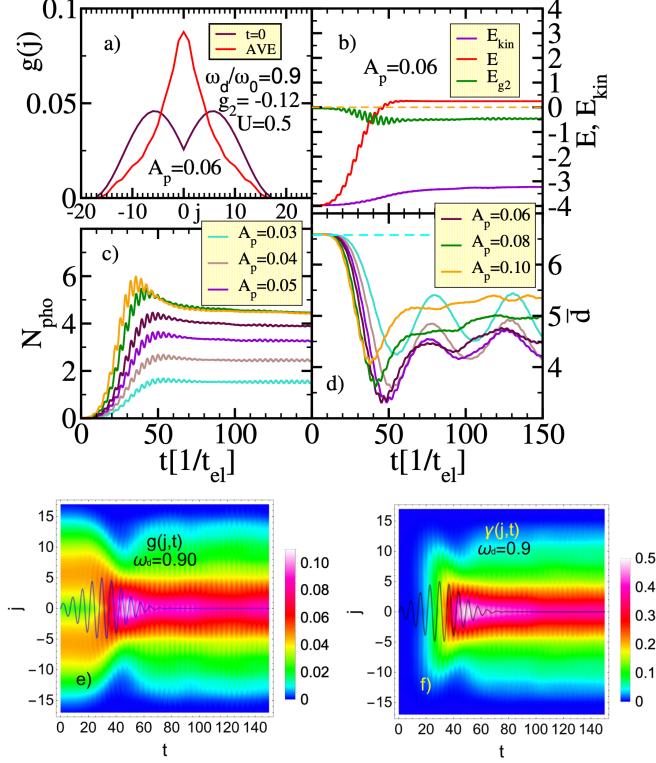 0.1
a)
t=0
AVE
ω_d/ω_0=0.9
g_2= -0.12
U=0.5
A_p=0.06
g(j)
0.05
0
-20
-10
0
j
10
20
b)
A_p=0.06
E_kin
E
E_g2
4
3
2
1
0
-1
-2
-3
-4
E, E_kin
c)
A_p=0.03
A_p=0.04
A_p=0.05
N_pho
6
4
2
0
0
50
100
t[1/t_el]
A_p=0.06
A_p=0.08
A_p=0.10
d)
6
5
4
d̅
0
50
100
150
t[1/t_el]
g(j,t)
ω_d=0.90
e)
j
15
10
5
0
-5
-10
-15
0 20 40 60 80 100 120 140
t
0.10
0.08
0.06
0.04
0.02
0
γ(j,t)
ω_d=0.9
f)
j
15
10
5
0
-5
-10
-15
0 20 40 60 80 100 120 140
t
0.5
0.4
0.3
0.2
0.1
0